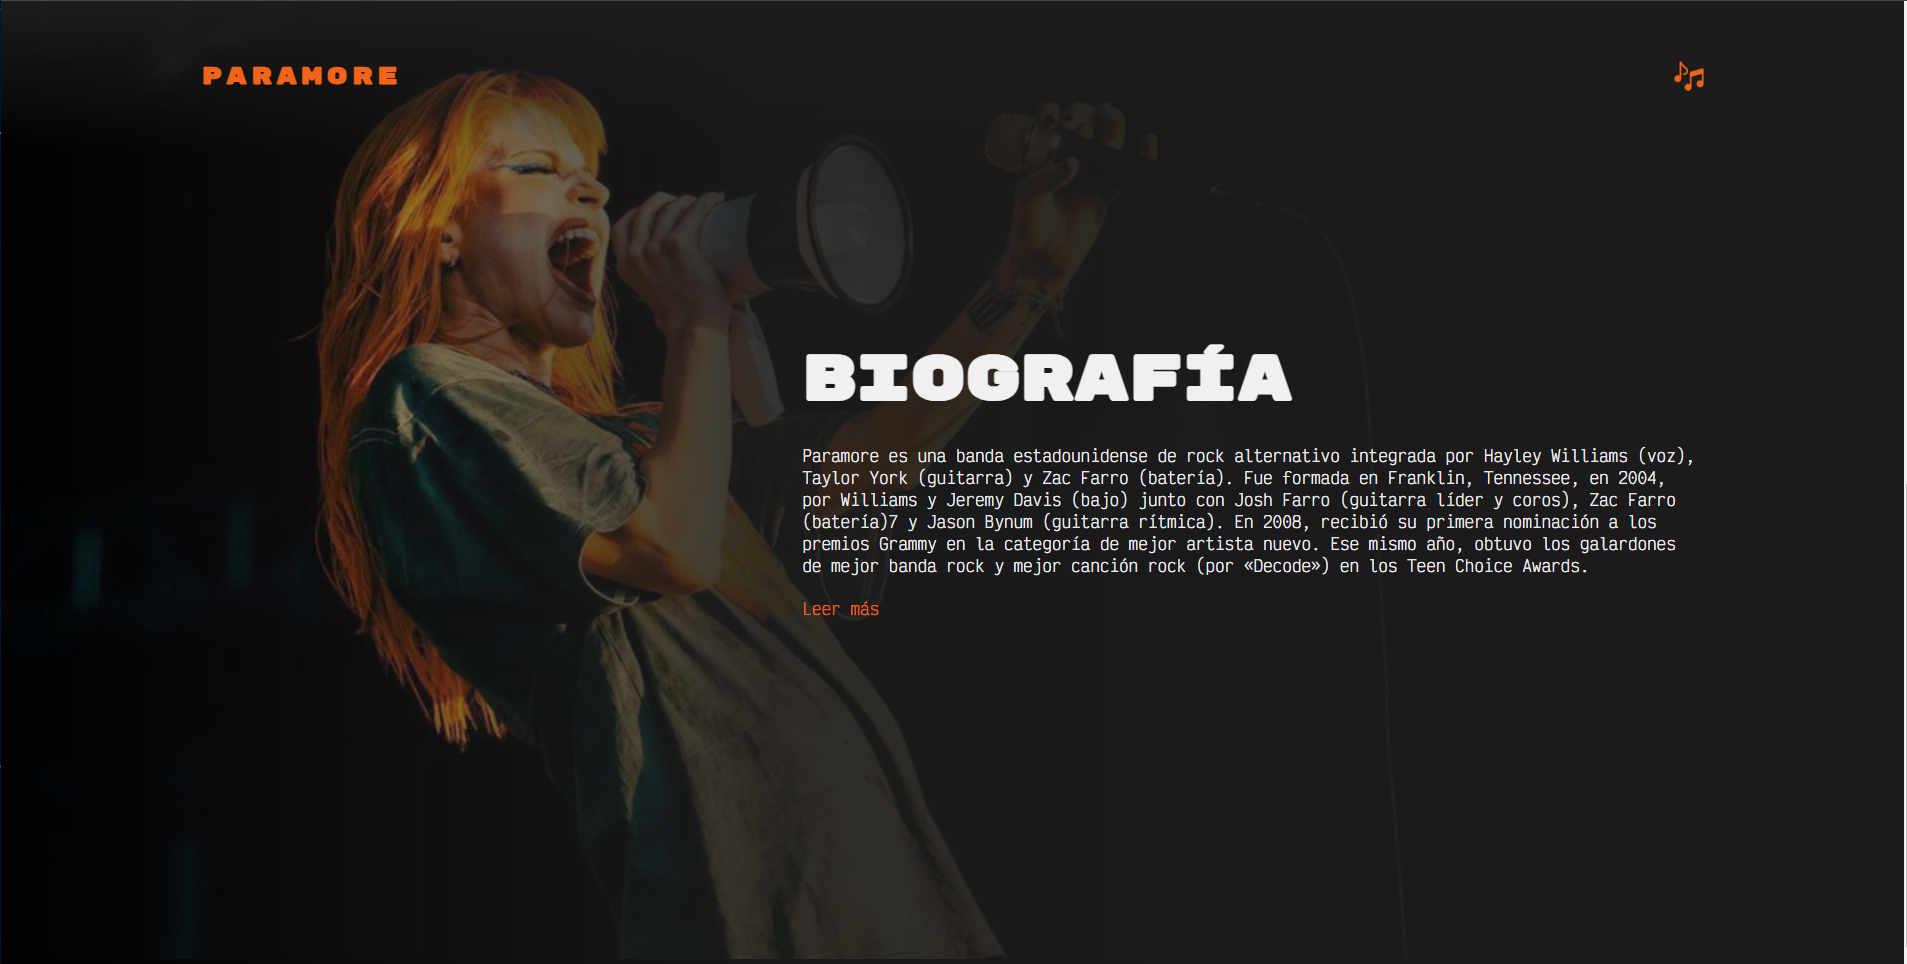 PARAMORE
BIOGRAFÍA
Paramore es una banda estadounidense de rock alternativo integrada por Hayley Williams (voz),
Taylor York (guitarra) y Zac Farro (batería). Fue formada en Franklin, Tennessee, en 2004,
por Williams y Jeremy Davis (bajo) junto con Josh Farro (guitarra líder y coros), Zac Farro
(batería)7 y Jason Bynum (guitarra rítmica). En 2008, recibió su primera nominación a los
premios Grammy en la categoría de mejor artista nuevo. Ese mismo año, obtuvo los galardones
de mejor banda rock y mejor canción rock (por «Decode») en los Teen Choice Awards.
Leer más